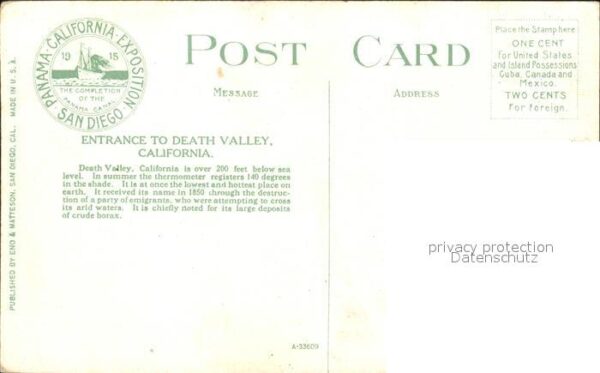 PANAMA-CALIFORNIA-EXPOSITION
1915
THE COMPLETION
OF THE
PANAMA CANAL
SAN DIEGO
POST CARD
MESSAGE
ADDRESS
Place the Stamp here
ONE CENT
for United States
and Island Possessions
Cuba, Canada and
Mexico.
TWO CENTS
for foreign.
ENTRANCE TO DEATH VALLEY,
CALIFORNIA.
Death Valley, California is over 200 feet below sea
level. In summer the thermometer registers 140 degrees
in the shade. It is at once the lowest and hottest place on
earth. It received its name in 1850 through the destruc-
tion of a party of emigrants, who were attempting to cross
its arid waters. It is chiefly noted for its large deposits
of crude borax.
PUBLISHED BY ENO & MATTESON, SAN DIEGO, CAL. MADE IN U.S.A.
privacy protection
Datenschutz
A-33609